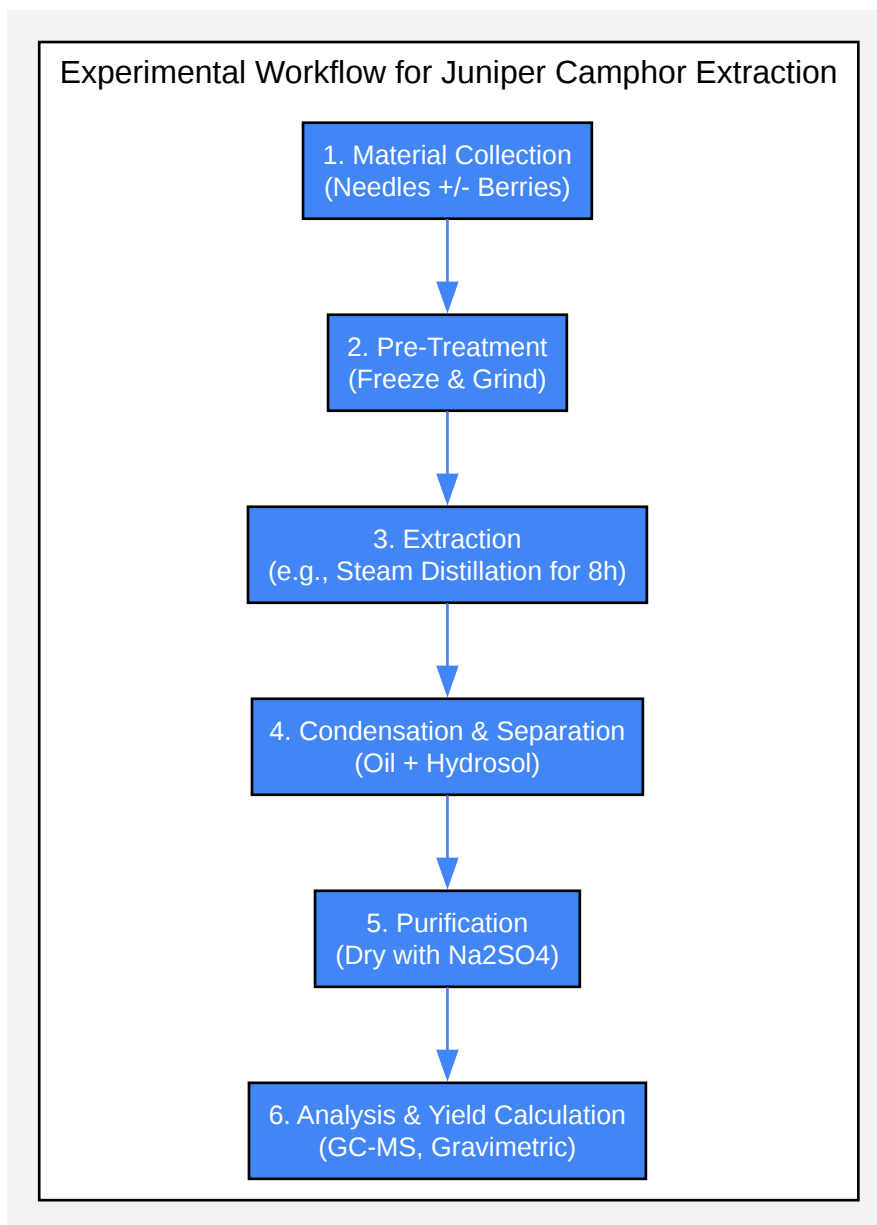 Experimental Workflow for Juniper Camphor Extraction
1. Material Collection
(Needles +/- Berries)
2. Pre-Treatment
(Freeze & Grind)
3. Extraction
(e.g., Steam Distillation for 8h)
4. Condensation & Separation
(Oil + Hydrosol)
5. Purification
(Dry with Na2SO4)
6. Analysis & Yield Calculation
(GC-MS, Gravimetric)